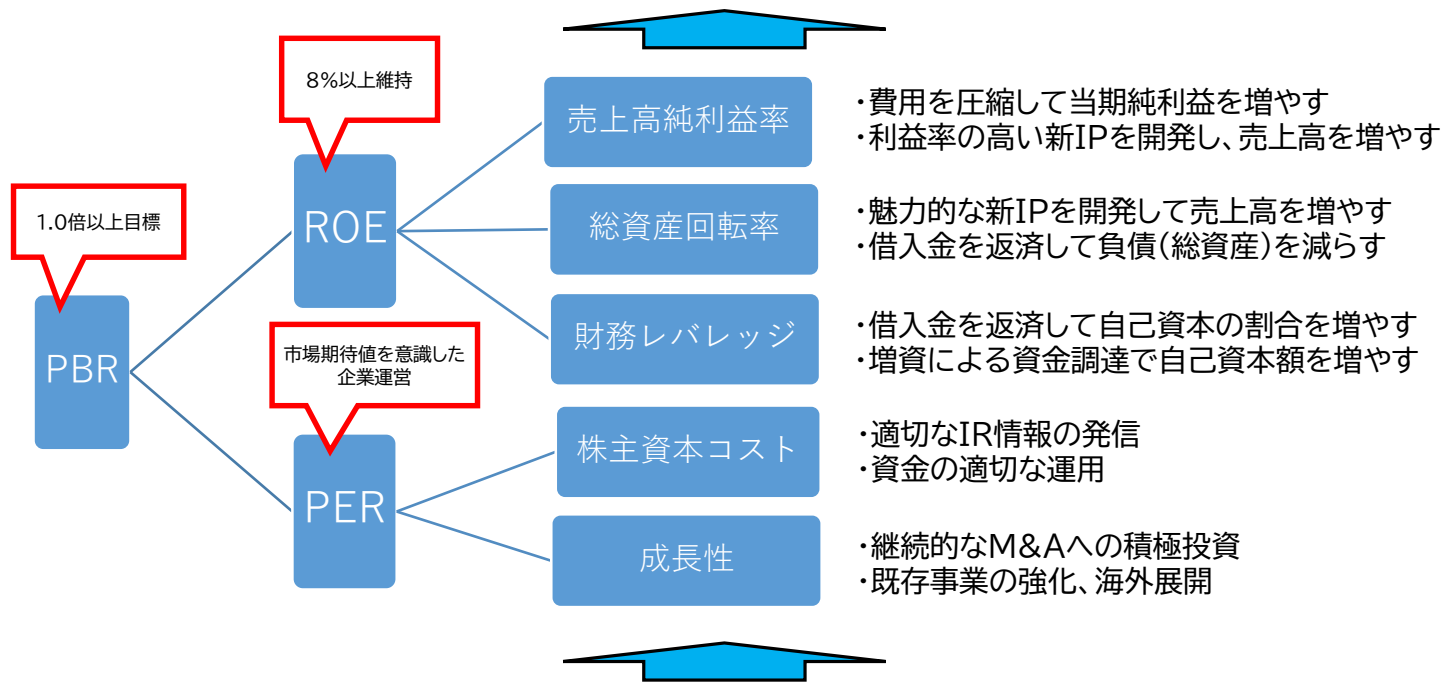 8%以上維持
売上高純利益率
・費用を圧縮して当期純利益を増やす
・利益率の高い新IPを開発し、売上高を増やす
1.0倍以上目標
ROE
総資産回転率
・魅力的な新IPを開発して売上高を増やす
・借入金を返済して負債(総資産)を減らす
財務レバレッジ
・借入金を返済して自己資本の割合を増やす
・増資による資金調達で自己資本額を増やす
PBR
市場期待値を意識した
企業運営
株主資本コスト
・適切なIR情報の発信
・資金の適切な運用
PER
成長性
・継続的なM&Aへの積極投資
・既存事業の強化、海外展開